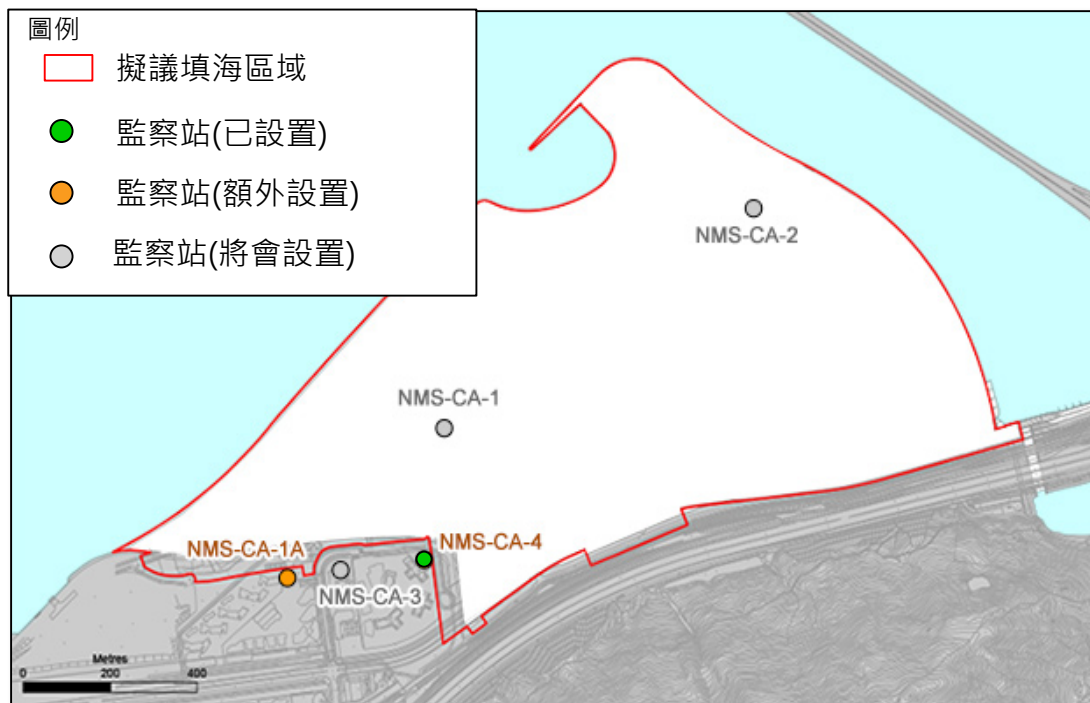 圖例
擬議填海區域
監察站(已設置)
監察站(額外設置)
監察站(將會設置)
NMS-CA-2
NMS-CA-1
NMS-CA-1A
NMS-CA-4
NMS-CA-3
Metres
0 200 400